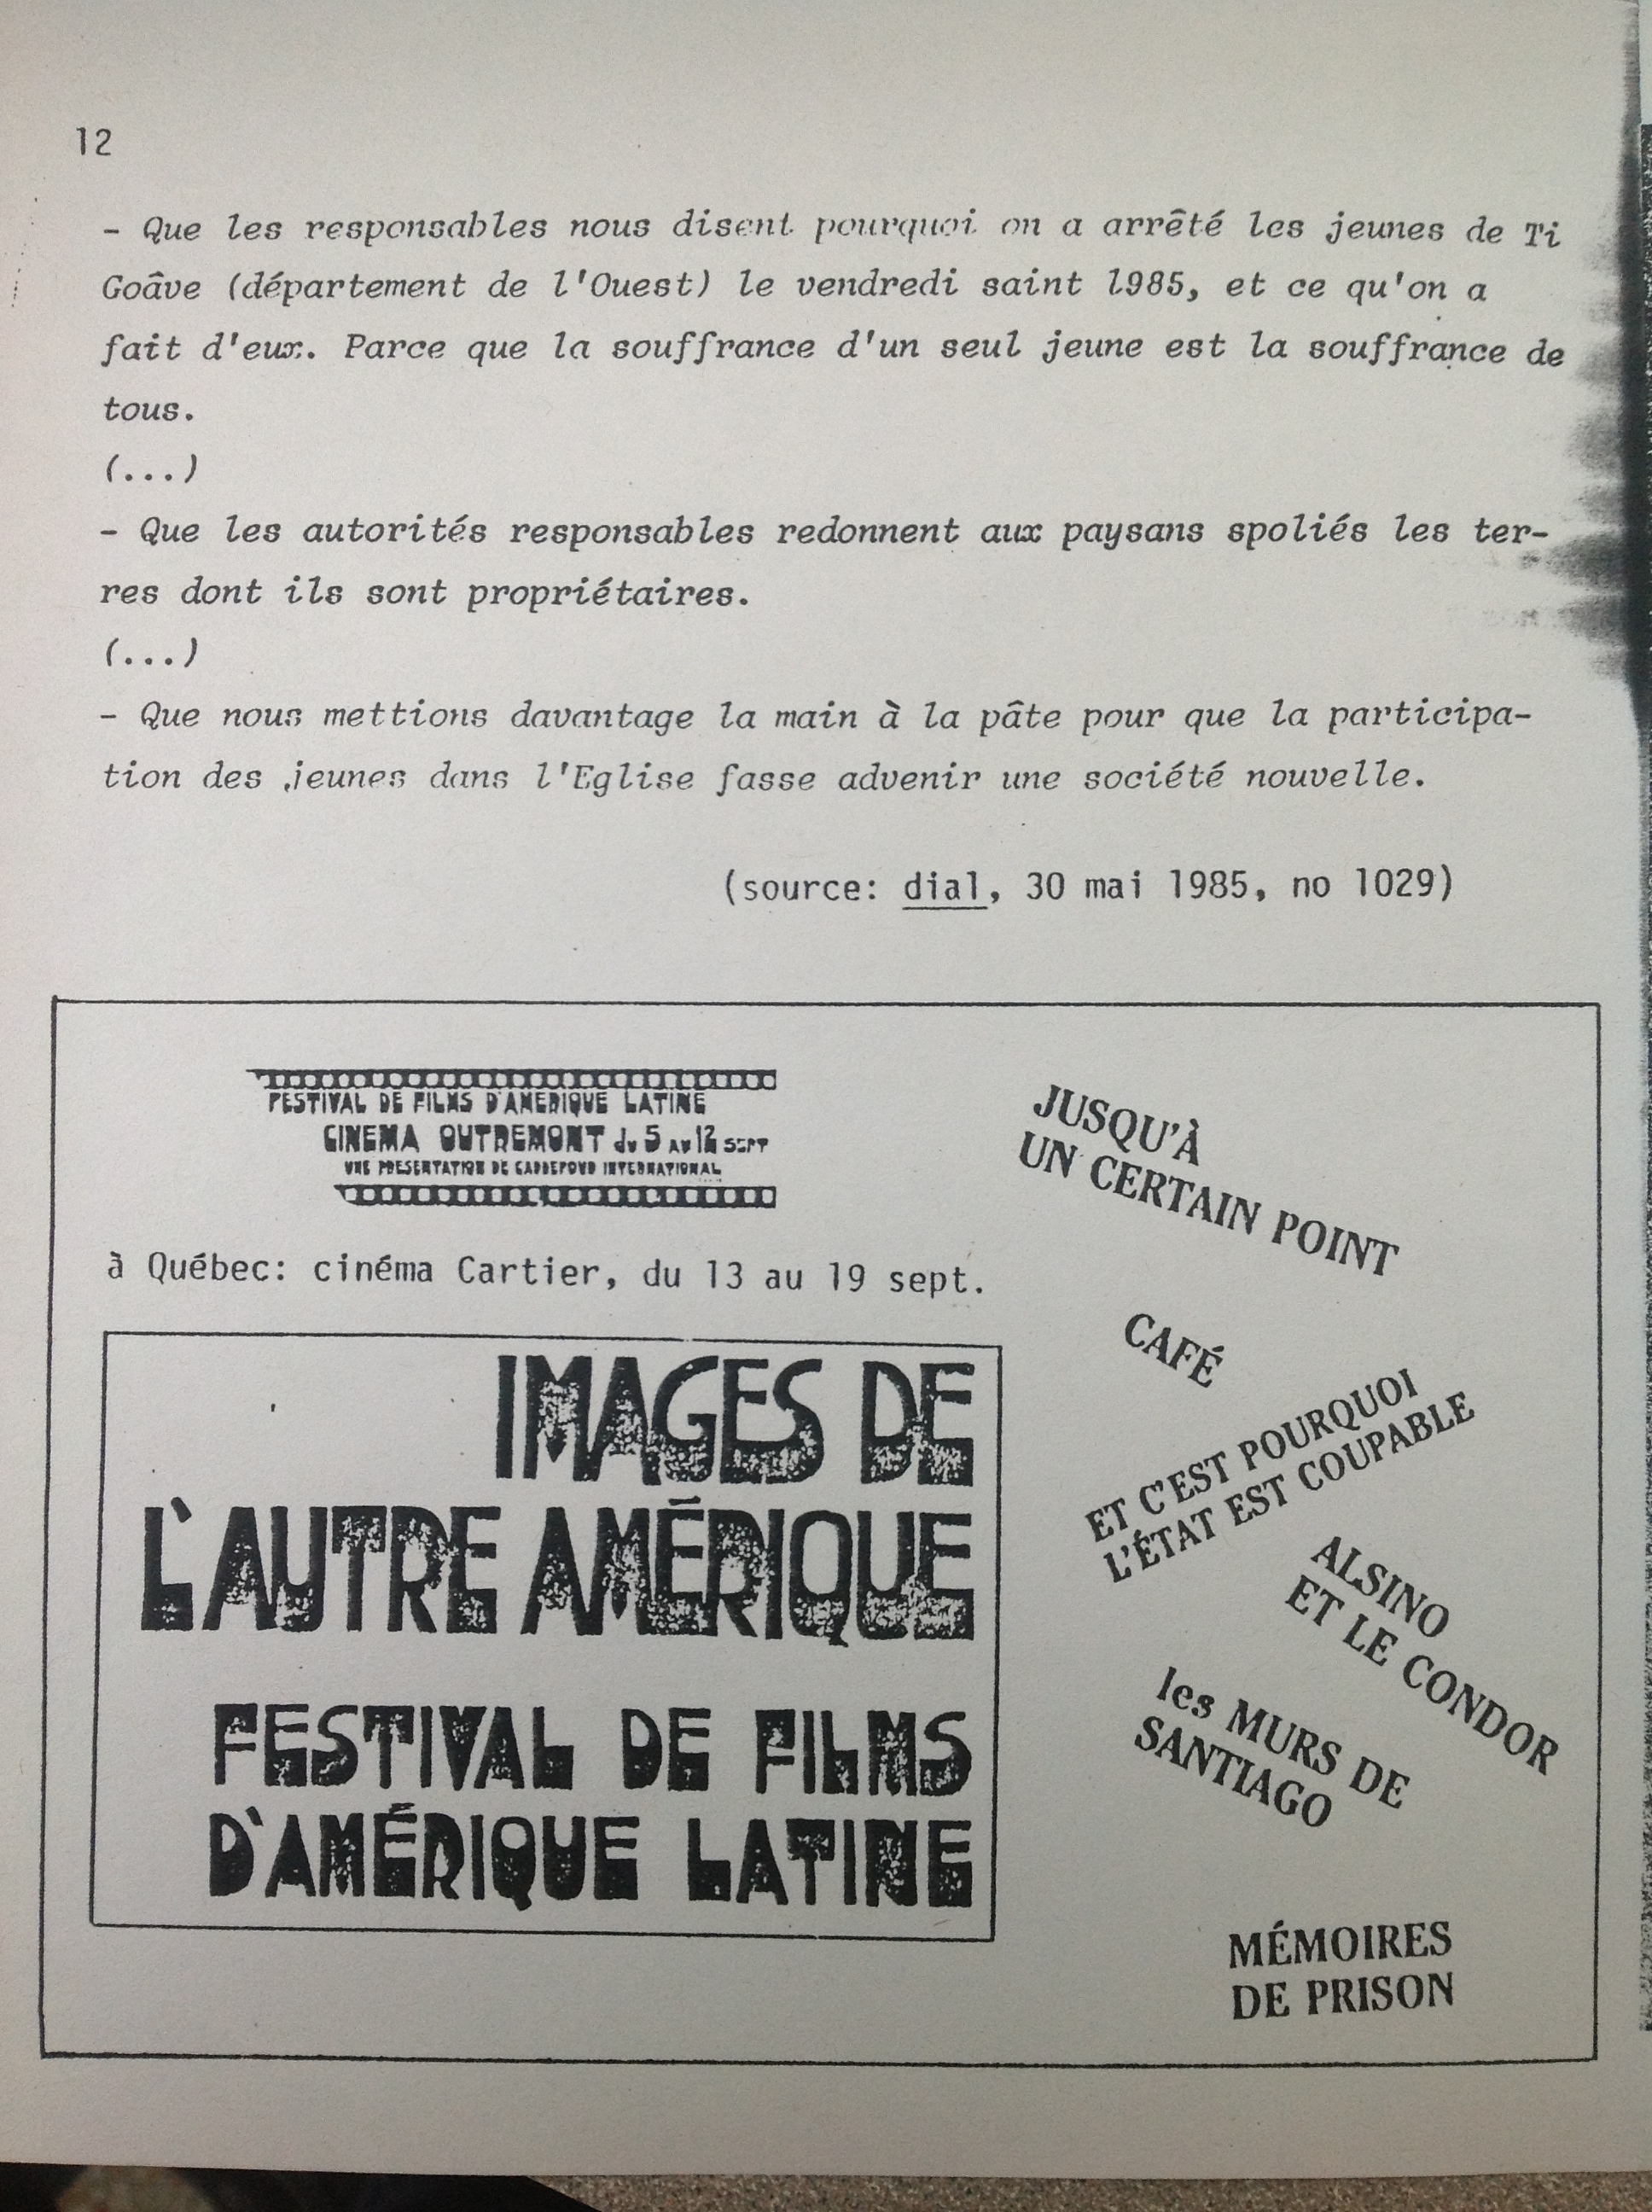 12
- Que les responsables nous disent pourquoi on a arrêté les jeunes de Ti
Goâve (département de l'Ouest) le vendredi saint 1985, et ce qu'on a
fait d'eux. Parce que la souffrance d'un seul jeune est la souffrance de
tous.
(...)
- Que les autorités responsables redonnent aux paysans spoliés les ter-
res dont ils sont propriétaires.
(...)
- Que nous mettions davantage la main à la pâte pour que la participa-
tion des jeunes dans l'Eglise fasse advenir une société nouvelle.
(source: dial, 30 mai 1985, no 1029)
FESTIVAL DE FILMS D'AMERIQUE LATINE
CINEMA OUTREMONT du 5 AU 12 SEPT
UNE PRESENTATION DE CARREFOUR INTERNATIONAL
à Québec: cinéma Cartier, du 13 au 19 sept.
IMAGES DE
L'AUTRE AMÉRIQUE
FESTIVAL DE FILMS
D'AMÉRIQUE LATINE
JUSQU'À
UN CERTAIN POINT
CAFÉ
ET C'EST POURQUOI
L'ÉTAT EST COUPABLE
ALSINO
ET LE CONDOR
les MURS DE
SANTIAGO
MÉMOIRES
DE PRISON